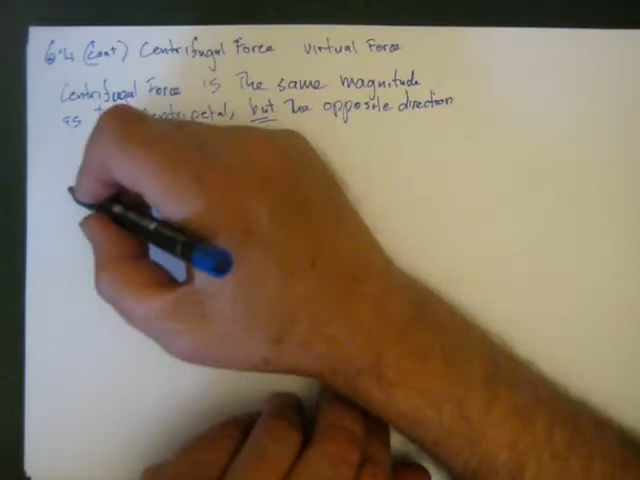 6.4 (cont) Centrifugal Force virtual Force
Centrifugal Force is the same magnitude
as centripetal, but the opposite direction